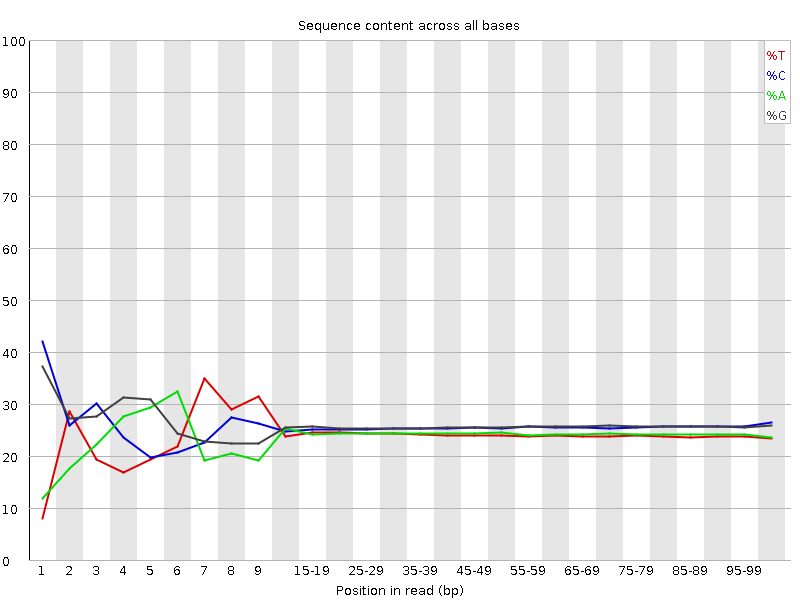 Sequence content across all bases
100
90
80
70
60
50
40
30
20
10
0
%T
%C
%A
%G
1 2 3 4 5 6 7 8 9 15-19 25-29 35-39 45-49 55-59 65-69 75-79 85-89 95-99
Position in read (bp)